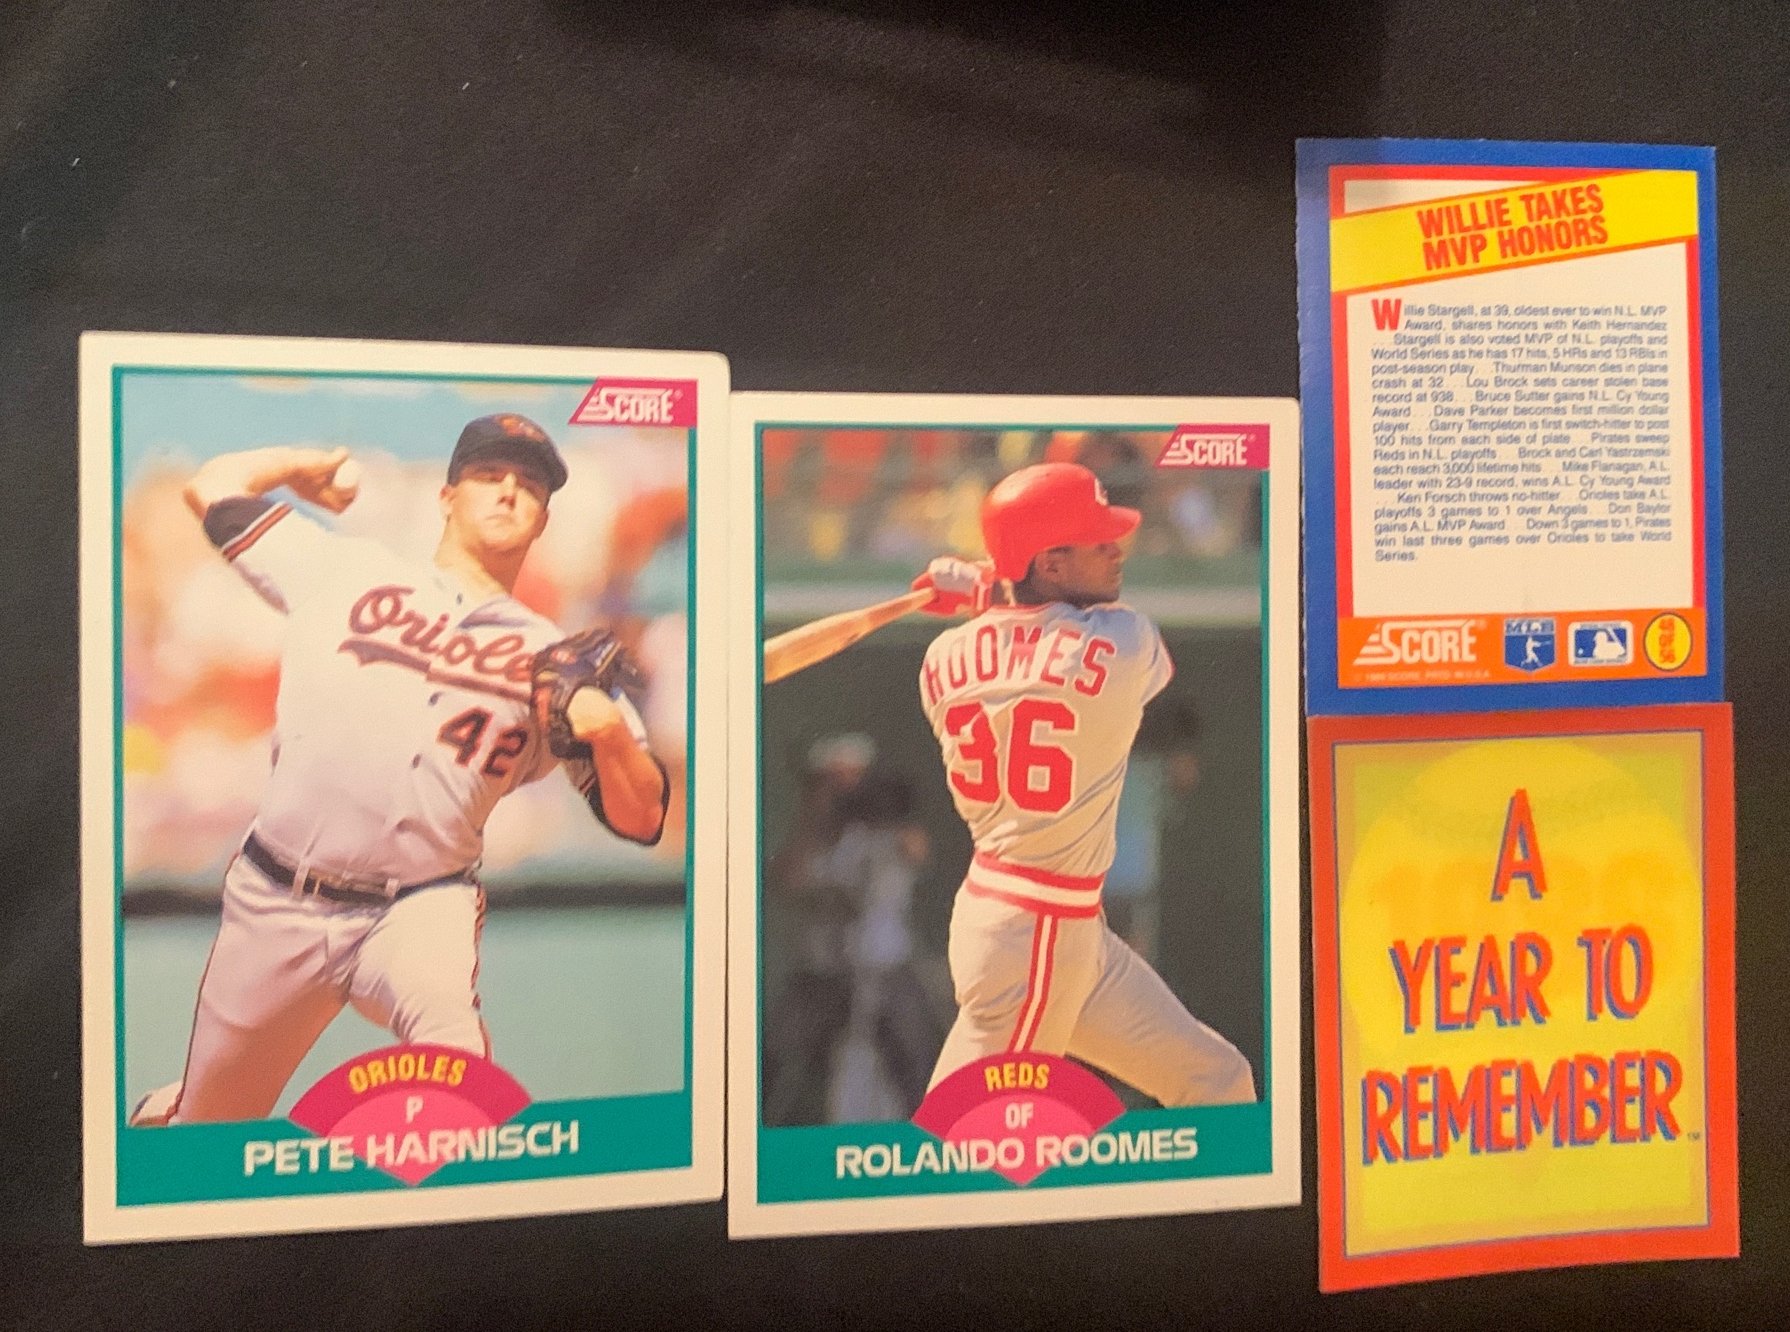 SCORE®
Orioles
42
ORIOLES
P
PETE HARNISCH
SCORE®
ROOMES
36
REDS
OF
ROLANDO ROOMES
WILLIE TAKES
MVP HONORS
Willie Stargell, at 39, oldest ever to win N.L. MVP
Award, shares honors with Keith Hernandez
...Stargell is also voted MVP of N.L. playoffs and
World Series as he has 17 hits, 5 HRs and 13 RBIs in
post-season play...Thurman Munson dies in plane
crash at 32...Lou Brock sets career stolen base
record at 938...Bruce Sutter gains N.L. Cy Young
Award...Dave Parker becomes first million dollar
player...Garry Templeton is first switch-hitter to post
100 hits from each side of plate...Pirates sweep
Reds in N.L. playoffs...Brock and Carl Yastrzemski
each reach 3,000 lifetime hits...Mike Flanagan, A.L.
leader with 23-9 record, wins A.L. Cy Young Award
...Ken Forsch throws no-hitter...Orioles take A.L.
playoffs 3 games to 1 over Angels...Don Baylor
gains A.L. MVP Award...Down 3 games to 1, Pirates
win last three games over Orioles to take World
Series.
SCORE®
MLB
A
YEAR TO
REMEMBER™